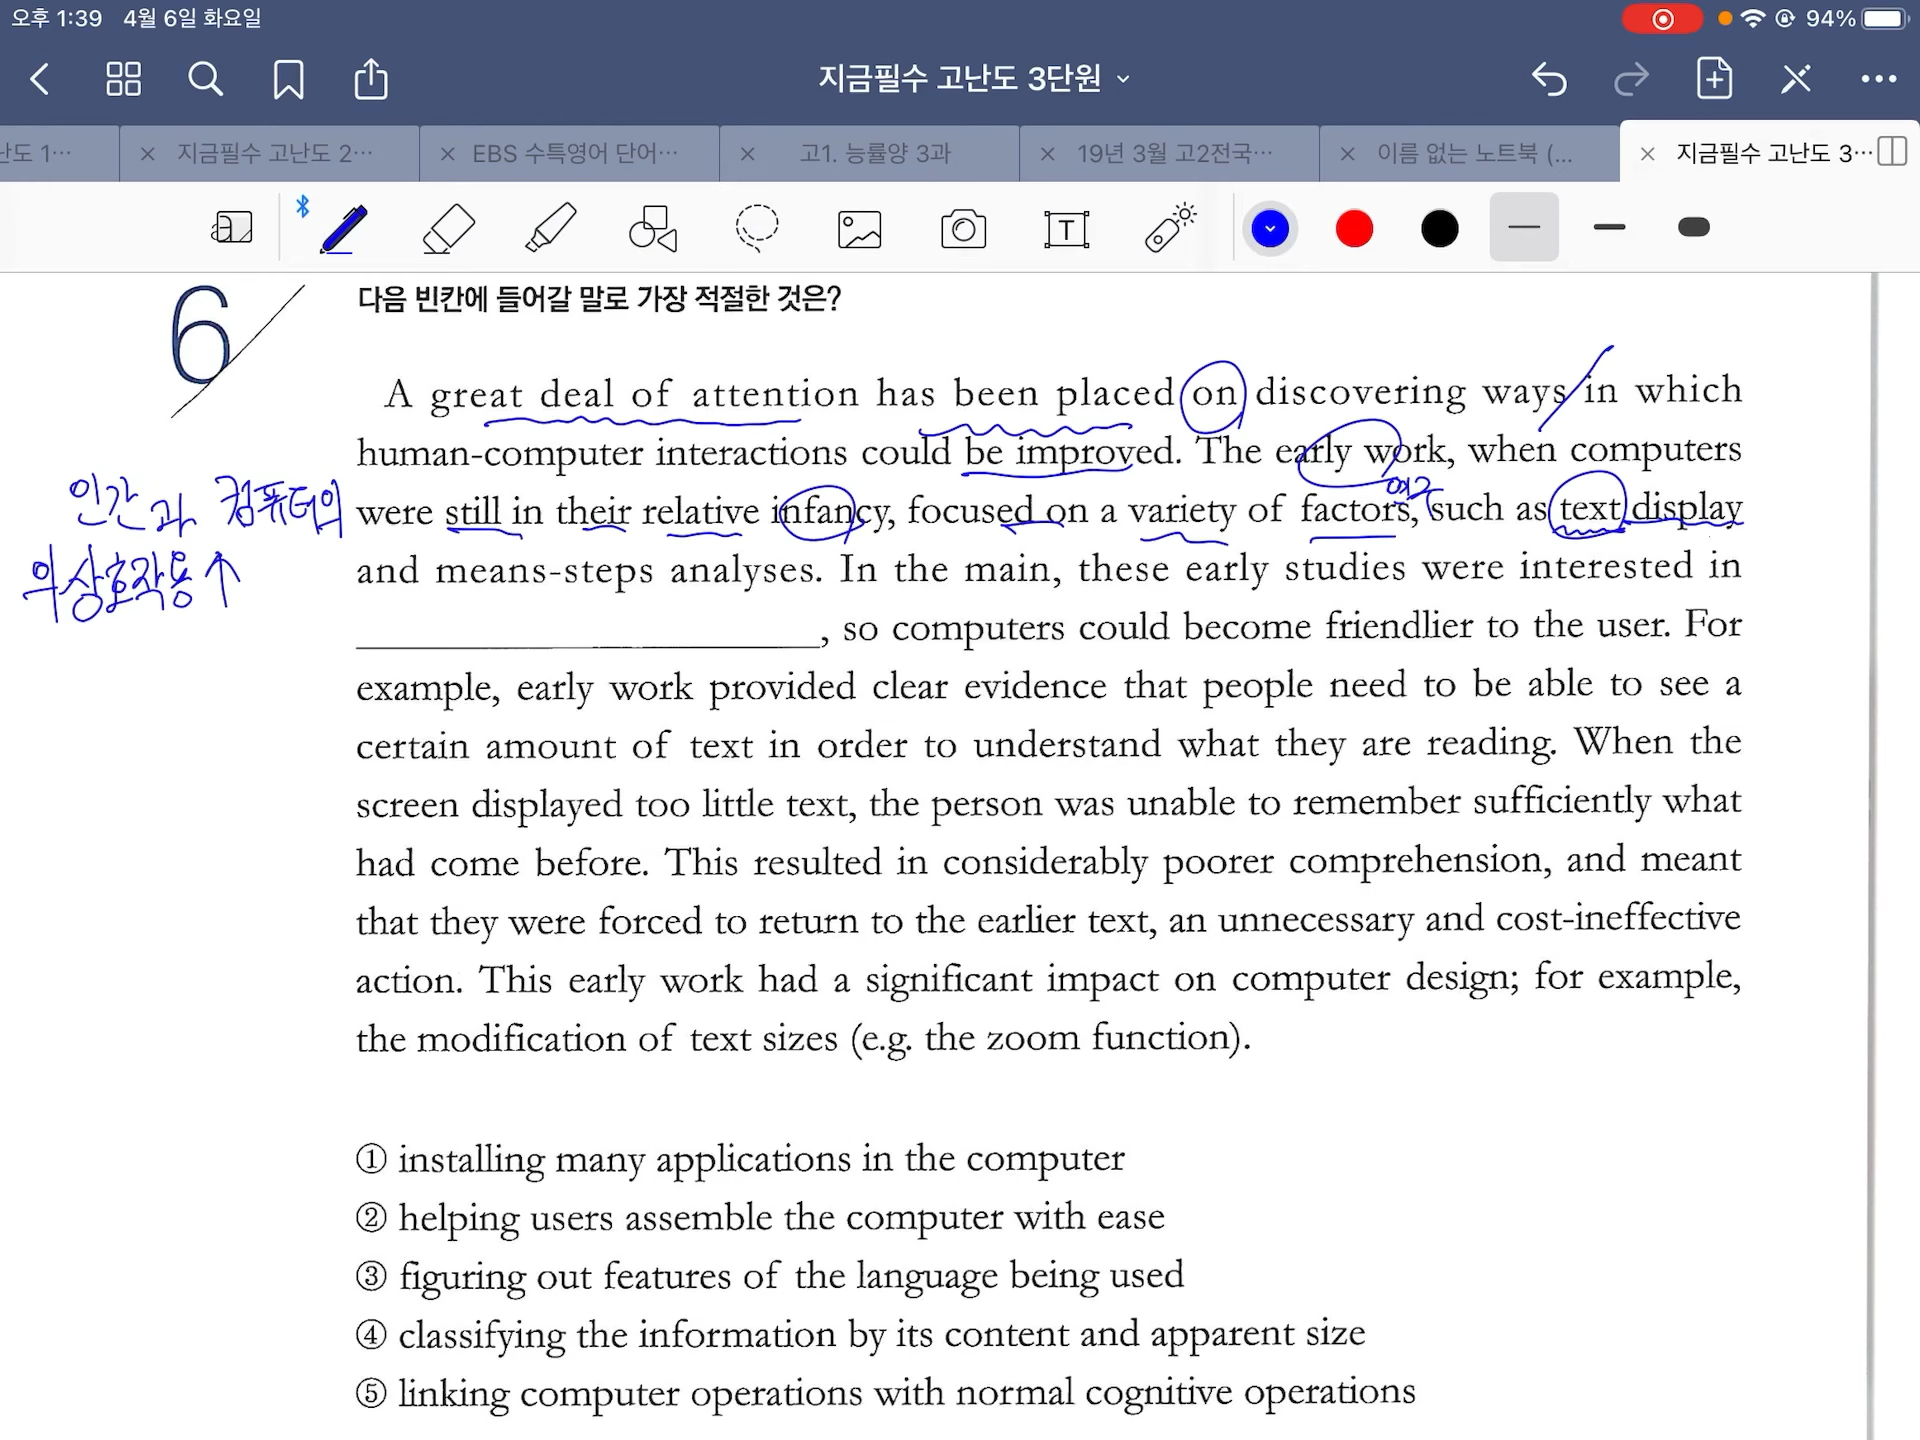 오후 1:39 4월 6일 화요일
94%
지금필수 고난도 3단원
난도 1…
지금필수 고난도 2…
EBS 수특영어 단어…
고1. 능률양 3과
19년 3월 고2전국…
이름 없는 노트북 (...
지금필수 고난도 3…
6
다음 빈칸에 들어갈 말로 가장 적절한 것은?
A great deal of attention has been placed on discovering ways in which
human-computer interactions could be improved. The early work, when computers
연구
인간과 컴퓨터의
were still in their relative infancy, focused on a variety of factors, such as text display
의 상호작용↑
and means-steps analyses. In the main, these early studies were interested in
, so computers could become friendlier to the user. For
example, early work provided clear evidence that people need to be able to see a
certain amount of text in order to understand what they are reading. When the
screen displayed too little text, the person was unable to remember sufficiently what
had come before. This resulted in considerably poorer comprehension, and meant
that they were forced to return to the earlier text, an unnecessary and cost-ineffective
action. This early work had a significant impact on computer design; for example,
the modification of text sizes (e.g. the zoom function).
① installing many applications in the computer
② helping users assemble the computer with ease
③ figuring out features of the language being used
④ classifying the information by its content and apparent size
⑤ linking computer operations with normal cognitive operations